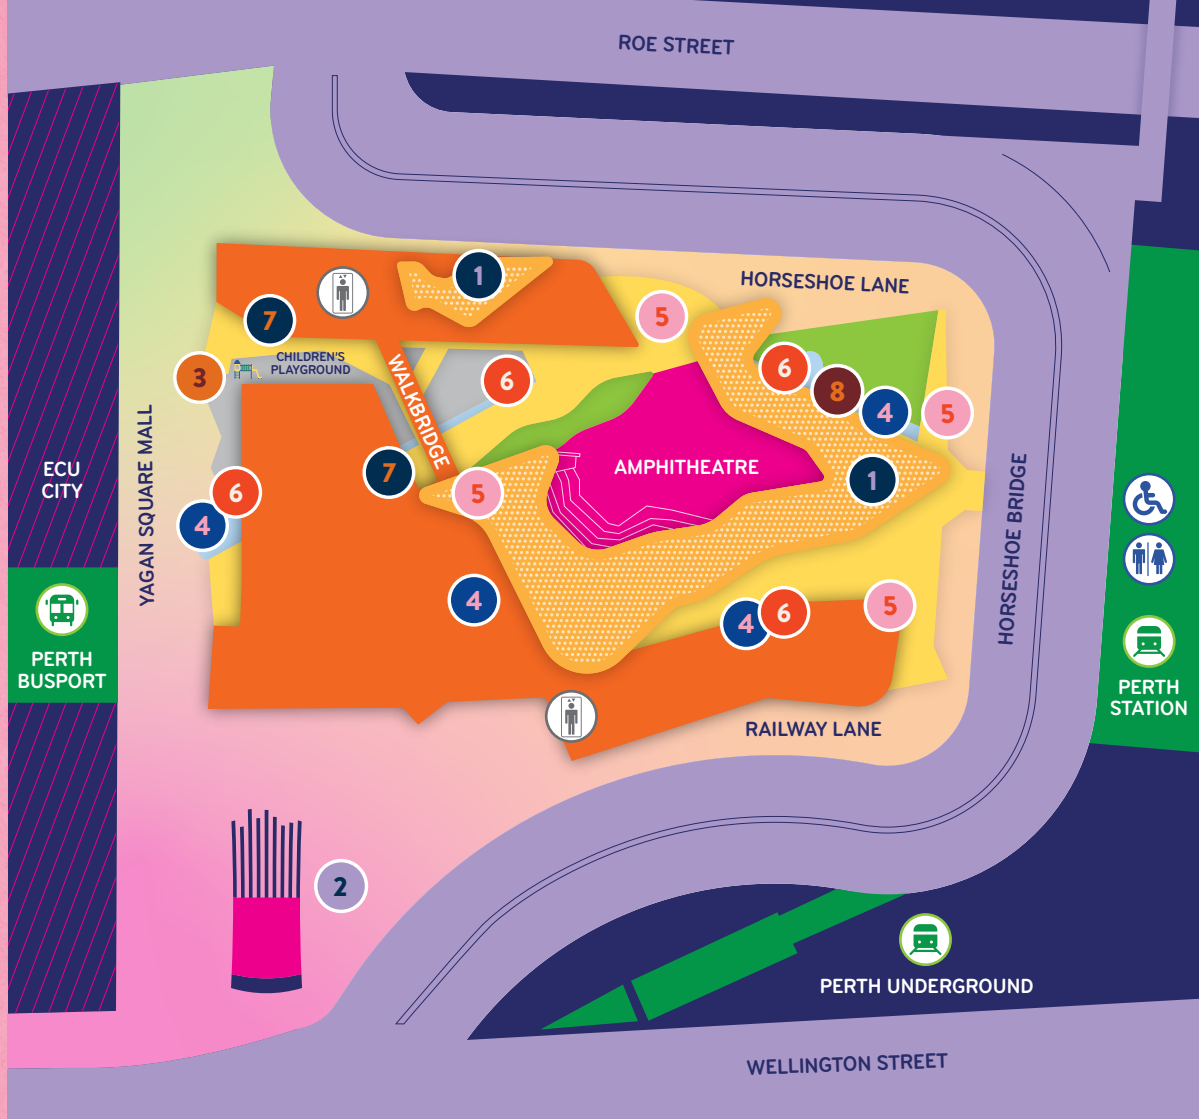 ROE STREET
HORSESHOE LANE
1
7
5
CHILDREN'S
PLAYGROUND
3
WALKBRIDGE
6
6
8
4
5
YAGAN SQUARE MALL
ECU
CITY
AMPHITHEATRE
7
5
1
6
4
HORSESHOE BRIDGE
4
4
6
5
PERTH
BUSPORT
PERTH
STATION
RAILWAY LANE
2
PERTH UNDERGROUND
WELLINGTON STREET